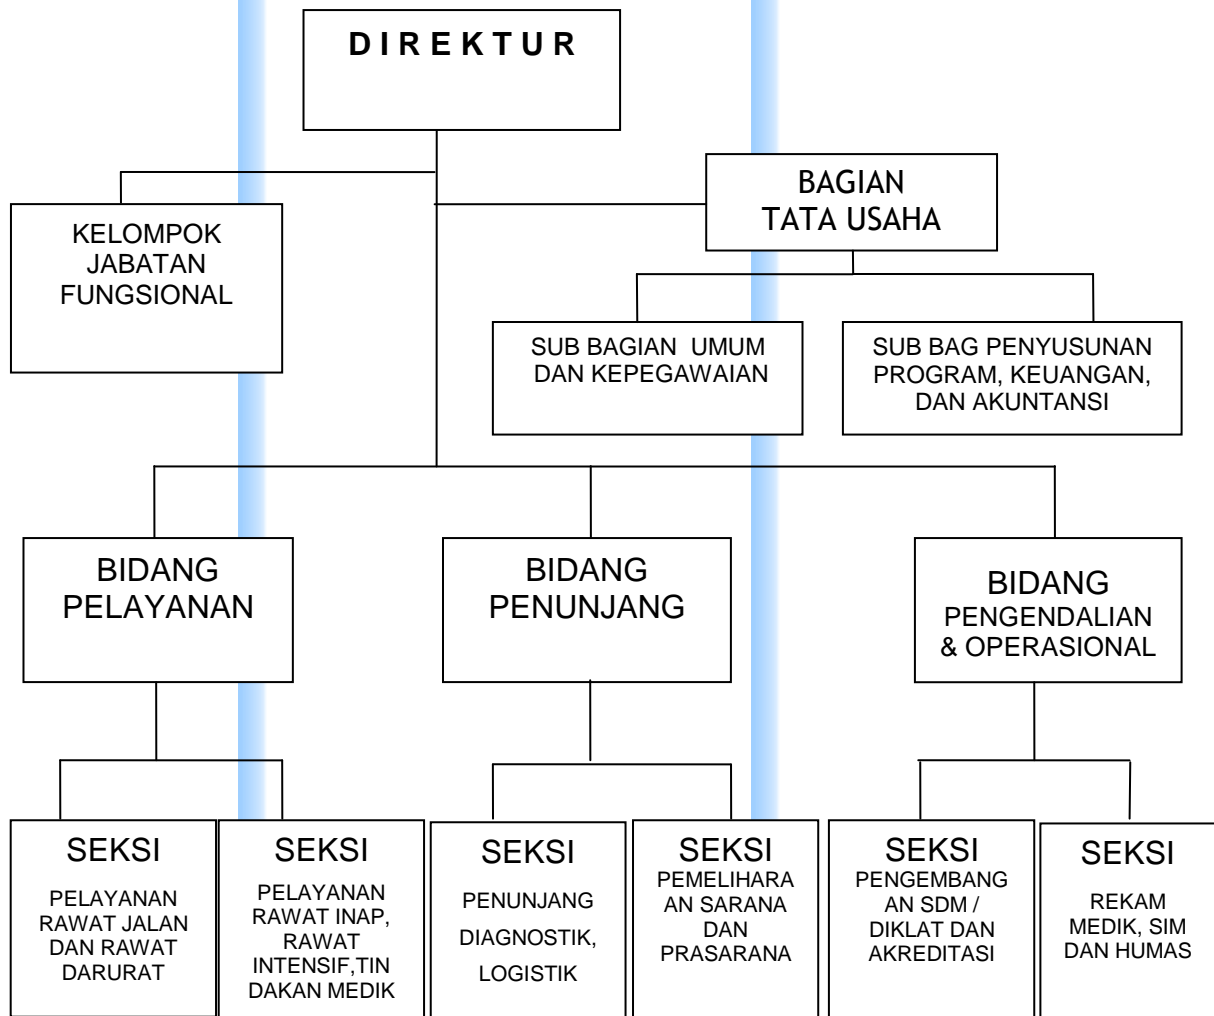 D I R E K T U R
BAGIAN
TATA USAHA
KELOMPOK
JABATAN
FUNGSIONAL
SUB BAGIAN UMUM
DAN KEPEGAWAIAN
SUB BAG PENYUSUNAN
PROGRAM, KEUANGAN,
DAN AKUNTANSI
BIDANG
PELAYANAN
BIDANG
PENUNJANG
BIDANG
PENGENDALIAN
& OPERASIONAL
SEKSI
PELAYANAN
RAWAT JALAN
DAN RAWAT
DARURAT
SEKSI
PELAYANAN
RAWAT INAP,
RAWAT
INTENSIF,TIN
DAKAN MEDIK
SEKSI
PENUNJANG
DIAGNOSTIK,
LOGISTIK
SEKSI
PEMELIHARA
AN SARANA
DAN
PRASARANA
SEKSI
PENGEMBANG
AN SDM /
DIKLAT DAN
AKREDITASI
SEKSI
REKAM
MEDIK, SIM
DAN HUMAS